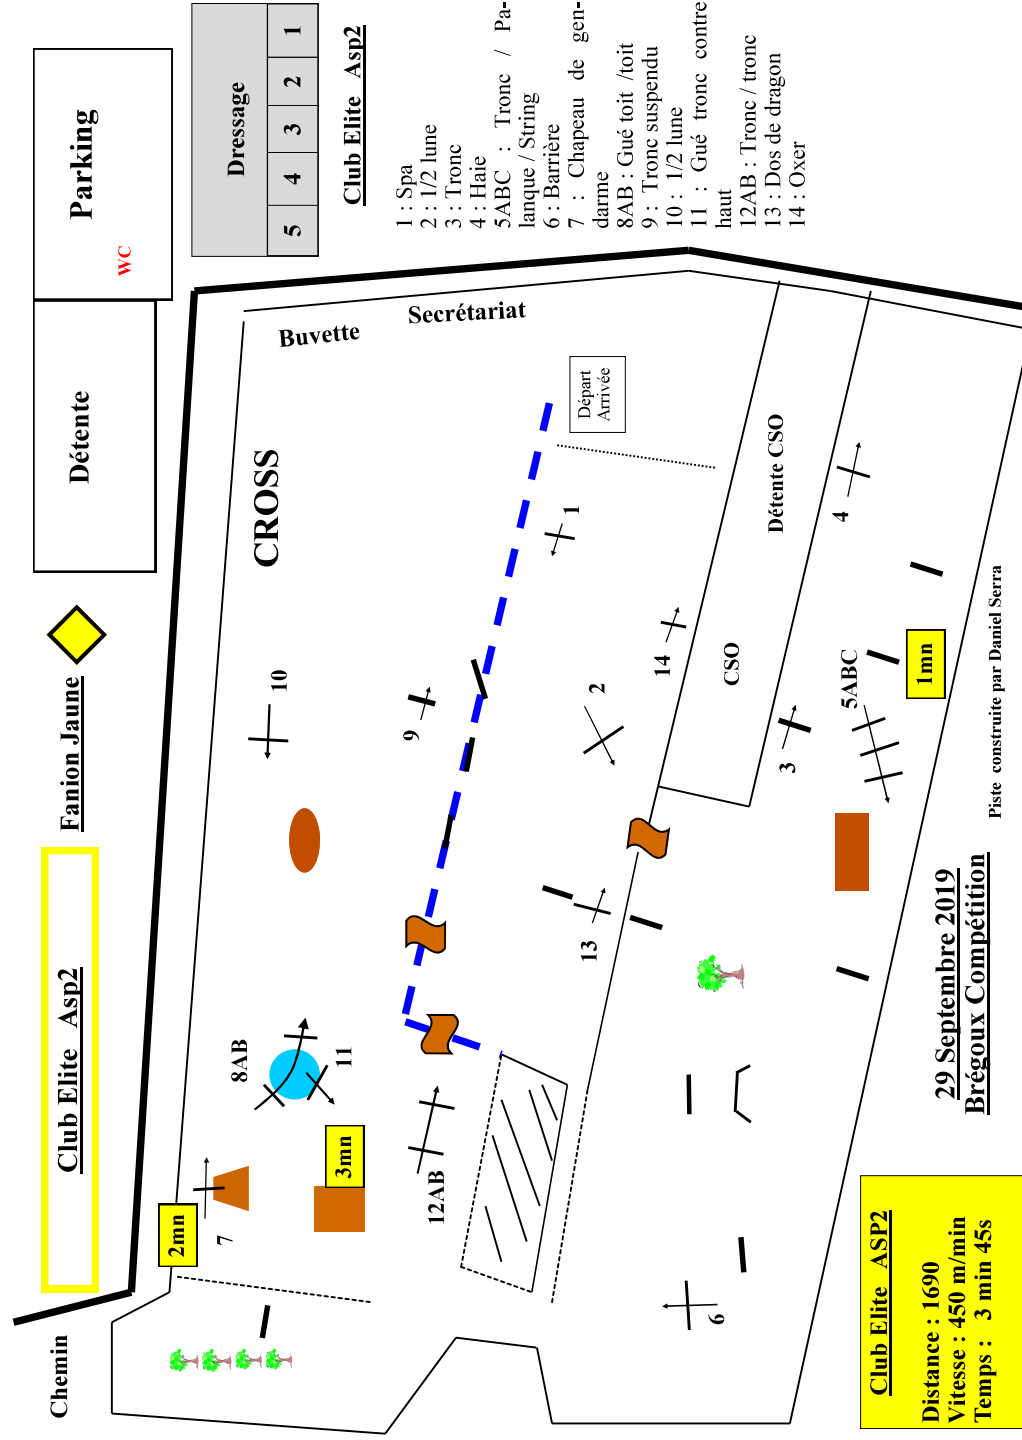 Club Elite   Asp2
Fanion Jaune
Détente
Parking
WC
Chemin
Dressage
5
4
3
2
1
Club Elite   Asp2
1 : Spa
2 : 1/2 lune
3 : Tronc
4 : Haie
5ABC : Tronc / Pa-
lanque / String
6 : Barrière
7 : Chapeau de gen-
darme
8AB : Gué toit /toit
9 : Tronc suspendu
10 : 1/2 lune
11 : Gué tronc contre
haut
12AB : Tronc / tronc
13 : Dos de dragon
14 : Oxer
Buvette
Secrétariat
CROSS
Départ
Arrivée
2mn
7
8AB
10
3mn
11
12AB
9
1
13
2
14
CSO
Détente CSO
6
3
4
5ABC
1mn
Piste  construite par Daniel Serra
29 Septembre 2019
Brégoux Compétition
Club Elite   ASP2
Distance : 1690
Vitesse : 450 m/min
Temps :   3 min 45s